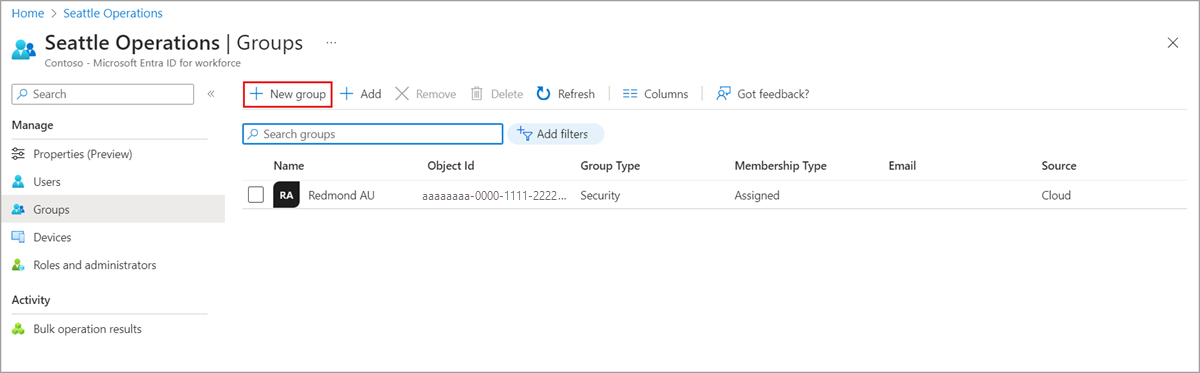 Home > Seattle Operations
Seattle Operations | Groups ...
Contoso - Microsoft Entra ID for workforce
Search «
New group Add Remove Delete Refresh Columns Got feedback?
Manage
Search groups Add filters
Properties (Preview)
Name Object Id Group Type Membership Type Email Source
Users
RA Redmond AU aaaaaaaa-0000-1111-2222... Security Assigned Cloud
Groups
Devices
Roles and administrators
Activity
Bulk operation results